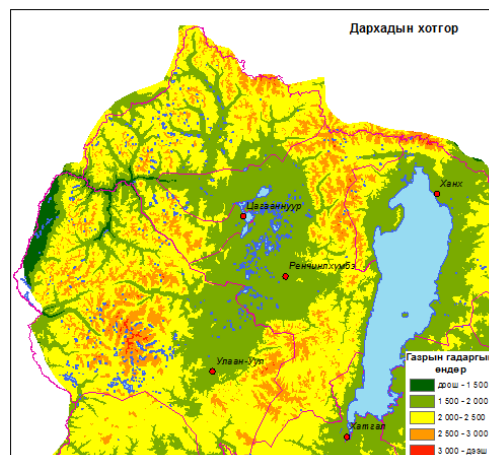 Дархадын хотгор
Ханх
Цагааннуур
Ренчинлхүмбэ
Улаан-Уул
Хатгал
Газрын гадаргын
өндөр
доош - 1 500
1 500 - 2 000
2 000 - 2 500
2 500 - 3 000
3 000 - дээш